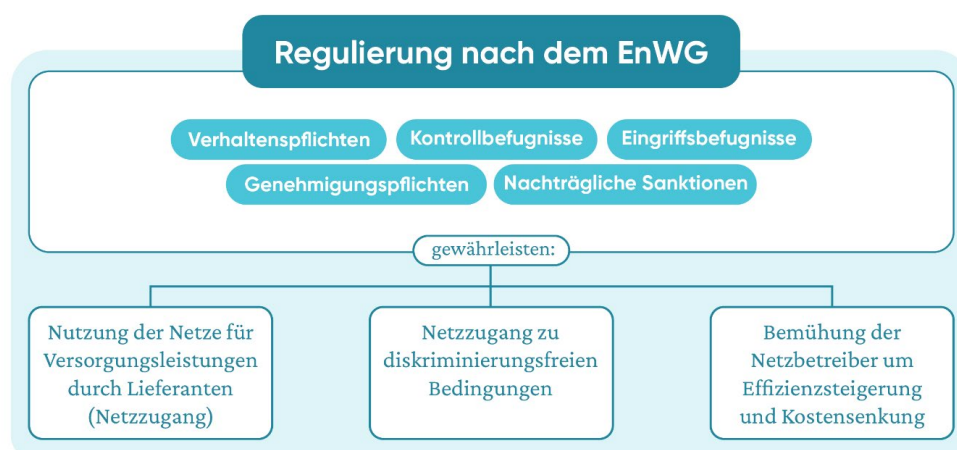 Regulierung nach dem EnWG
Verhaltenspflichten
Kontrollbefugnisse
Eingriffsbefugnisse
Genehmigungspflichten
Nachträgliche Sanktionen
gewährleisten:
Nutzung der Netze für
Versorgungsleistungen
durch Lieferanten
(Netzzugang)
Netzzugang zu
diskriminierungsfreien
Bedingungen
Bemühung der
Netzbetreiber um
Effizienzsteigerung
und Kostensenkung